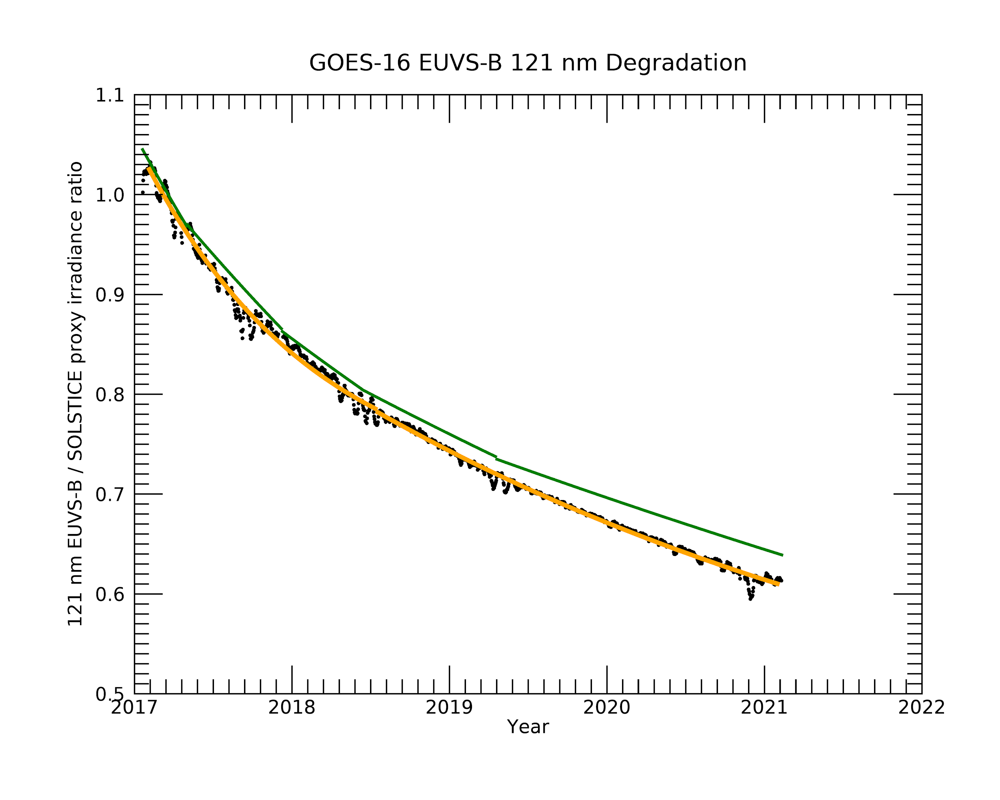 GOES-16 EUVS-B 121 nm Degradation
121 nm EUVS-B / SOLSTICE proxy irradiance ratio
1.1
1.0
0.9
0.8
0.7
0.6
0.5
2017 2018 2019 2020 2021 2022
Year